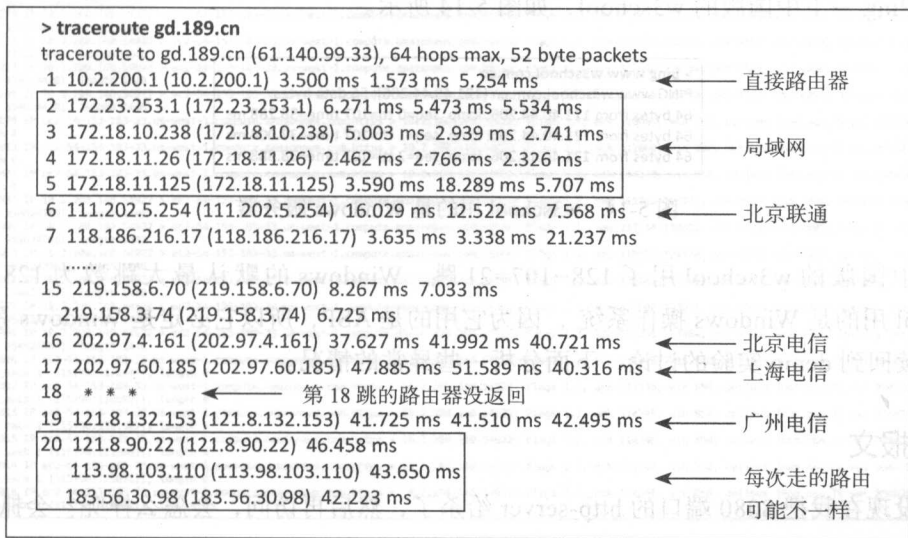 > traceroute gd.189.cn
traceroute to gd.189.cn (61.140.99.33), 64 hops max, 52 byte packets
1 10.2.200.1 (10.2.200.1) 3.500 ms 1.573 ms 1.524 ms 直接路由器
2 172.23.253.1 (172.23.253.1) 6.271 ms 5.473 ms 5.534 ms
3 172.18.10.238 (172.18.10.238) 5.003 ms 2.939 ms 2.741 ms
局域网
4 172.18.11.26 (172.18.11.26) 2.462 ms 2.766 ms 2.326 ms
5 172.18.11.125 (172.18.11.125) 3.590 ms 18.289 ms 5.707 ms
6 111.202.5.254 (111.202.5.254) 16.029 ms 12.522 ms 7.568 ms 北京联通
7 118.186.216.17 (118.186.216.17) 3.635 ms 3.338 ms 21.237 ms
15 219.158.6.70 (219.158.6.70) 6.267 ms 7.033 ms
219.158.3.74 (219.158.3.74) 6.725 ms
16 202.97.4.161 (202.97.4.161) 37.627 ms 41.992 ms 40.721 ms 北京电信
17 202.97.60.185 (202.97.60.185) 47.885 ms 51.589 ms 40.316 ms 上海电信
18 * * * 第 18 跳的路由器没返回
19 121.8.132.153 (121.8.132.153) 41.725 ms 41.510 ms 42.495 ms 广州电信
20 121.8.90.22 (121.8.90.22) 46.458 ms
113.98.103.110 (113.98.103.110) 43.650 ms 每次走的路由
183.56.30.98 (183.56.30.98) 42.223 ms 可能不一样